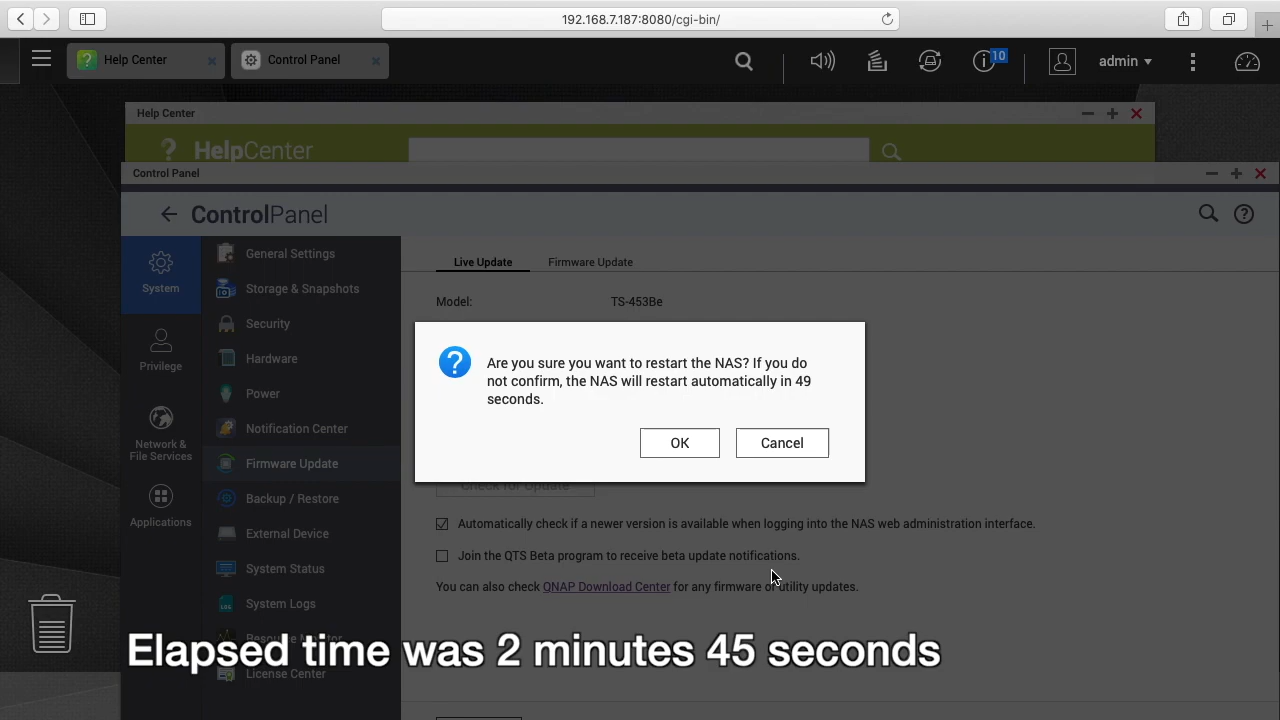 192.168.7.187:8080/cgi-bin/
Help Center
Control Panel
10
admin
Help Center
HelpCenter
Control Panel
ControlPanel
System
Privilege
Network &
File Services
Applications
General Settings
Storage & Snapshots
Security
Hardware
Power
Notification Center
Firmware Update
Backup / Restore
External Device
System Status
System Logs
Resource Monitor
License Center
Live Update
Firmware Update
Model: TS-453Be
Are you sure you want to restart the NAS? If you do
not confirm, the NAS will restart automatically in 49
seconds.
OK
Cancel
Check for Update
Automatically check if a newer version is available when logging into the NAS web administration interface.
Join the QTS Beta program to receive beta update notifications.
You can also check QNAP Download Center for any firmware or utility updates.
Elapsed time was 2 minutes 45 seconds